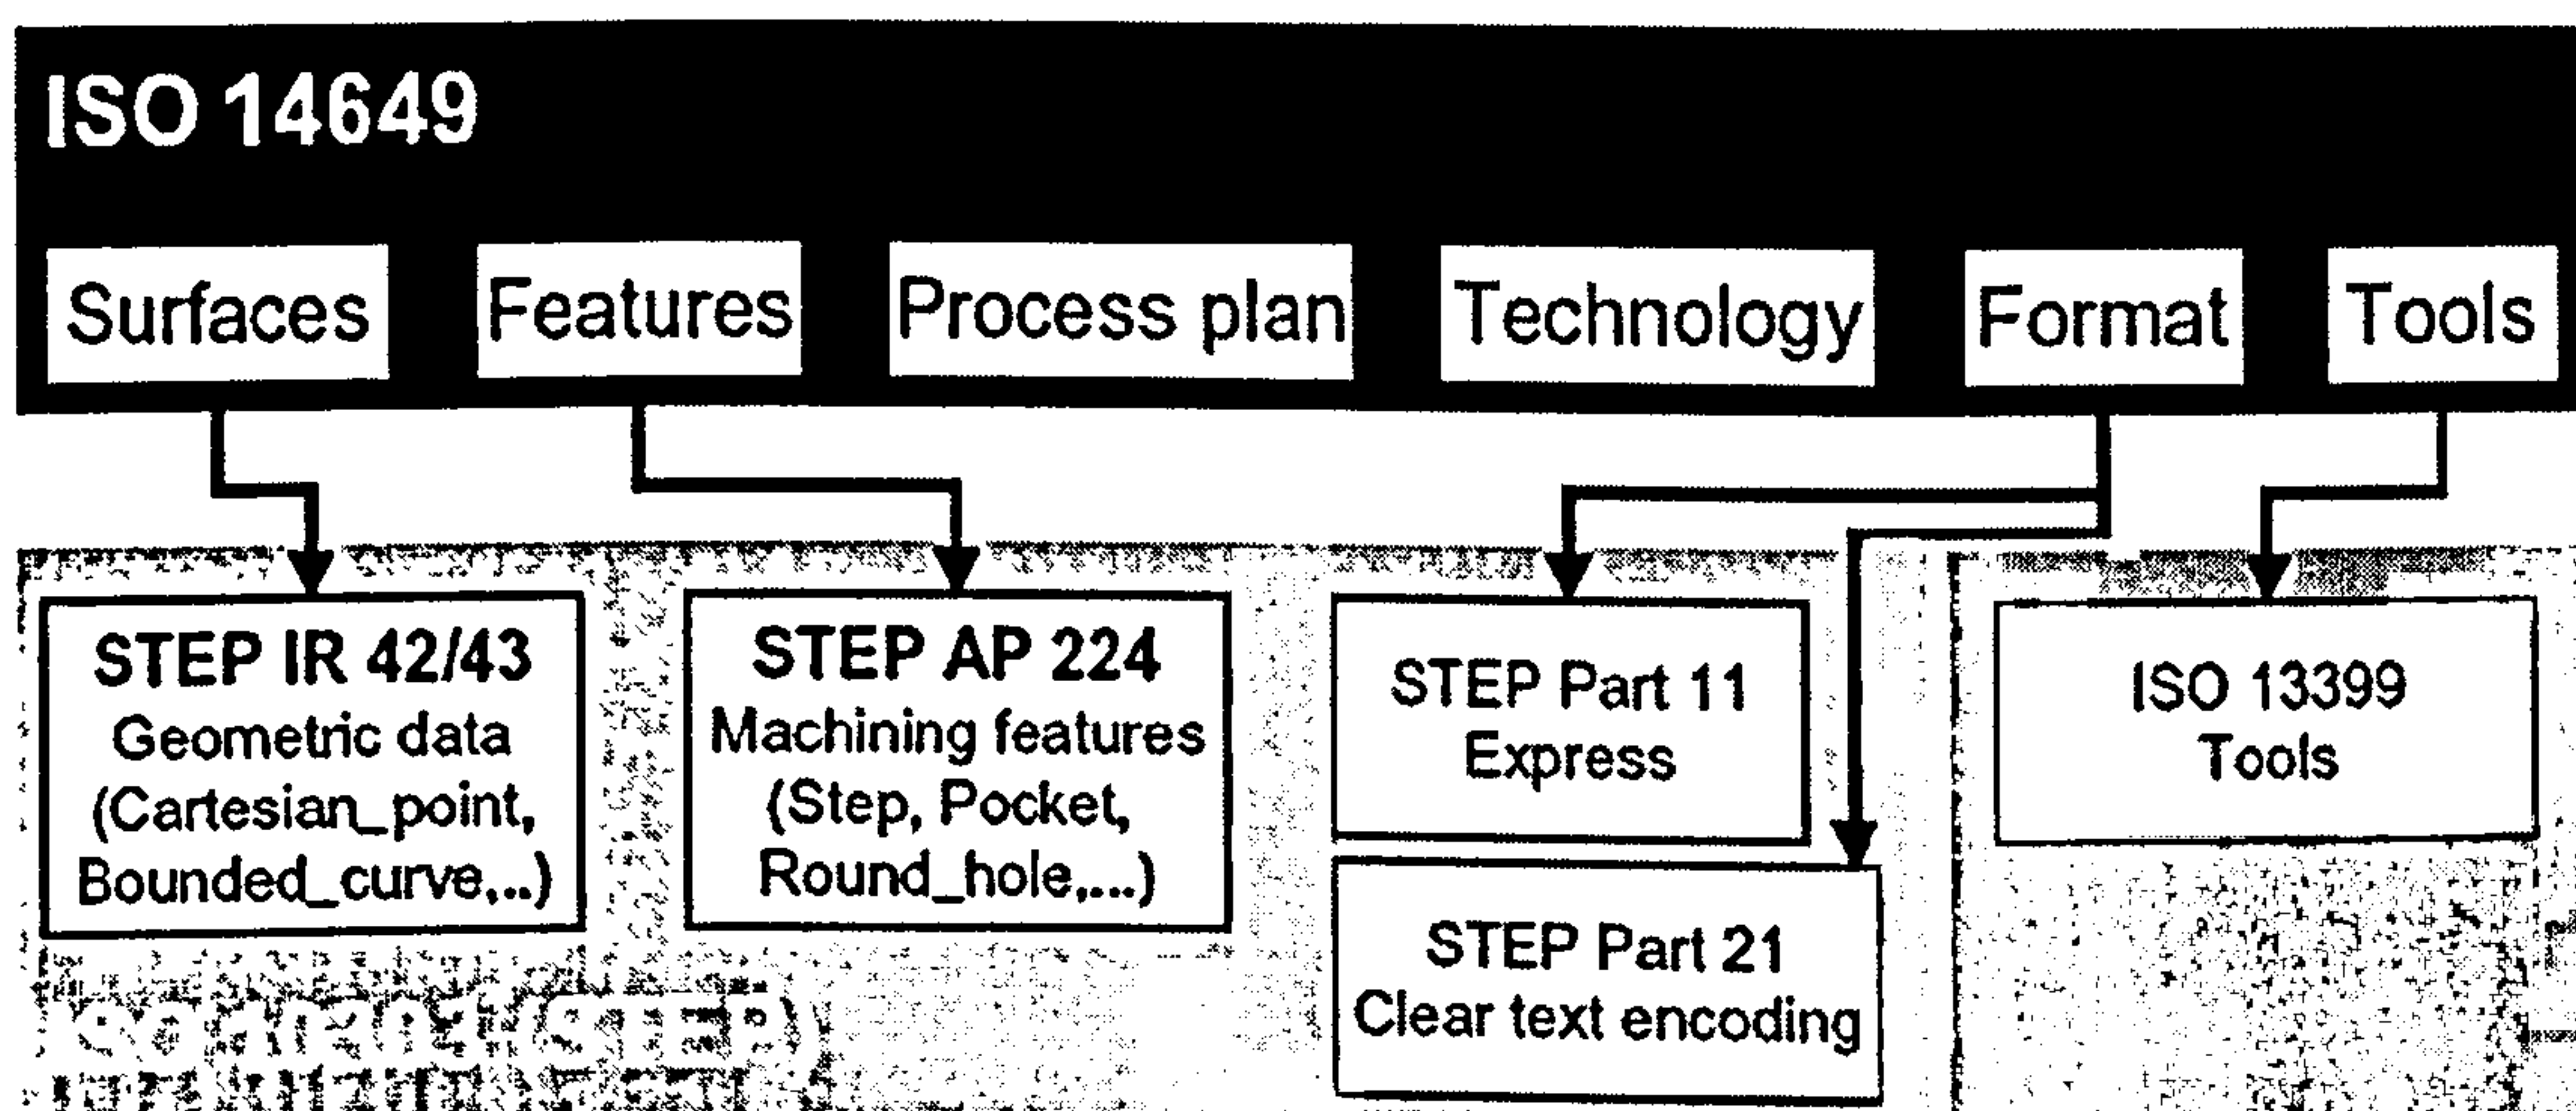 ISO 14649
Surfaces Features Process plan Technology Format Tools
STEP IR 42/43
Geometric data
(Cartesian_point,
Bounded_curve,..)
STEP AP 224
Machining features
(Step, Pocket,
Round_hole,...)
STEP Part 11
Express
STEP Part 21
Clear text encoding
ISO 13399
Tools
(STEP)